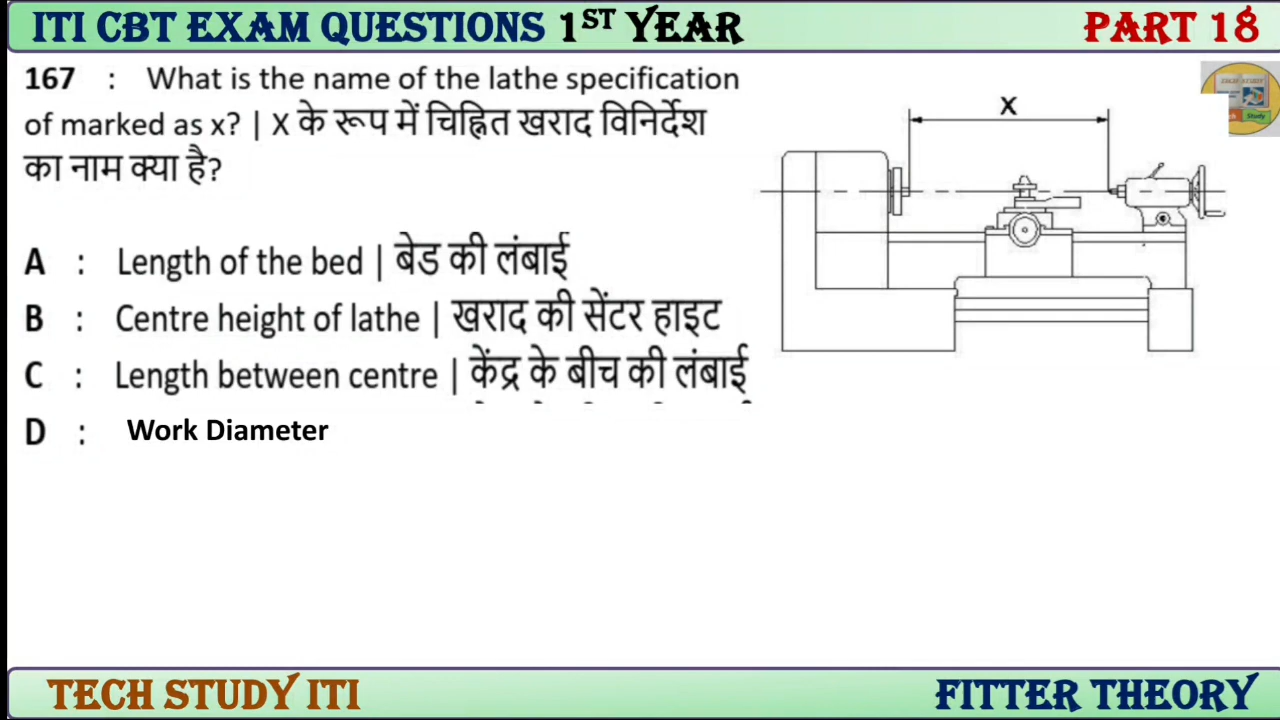 ITI CBT EXAM QUESTIONS 1ST YEAR PART 18
167 : What is the name of the lathe specification
of marked as x? | X के रूप में चिह्नित खराद विनिर्देश
का नाम क्या है?
X
A : Length of the bed | बेड की लंबाई
B : Centre height of lathe | खराद की सेंटर हाइट
C : Length between centre | केंद्र के बीच की लंबाई
D : Work Diameter
TECH STUDY ITI FITTER THEORY